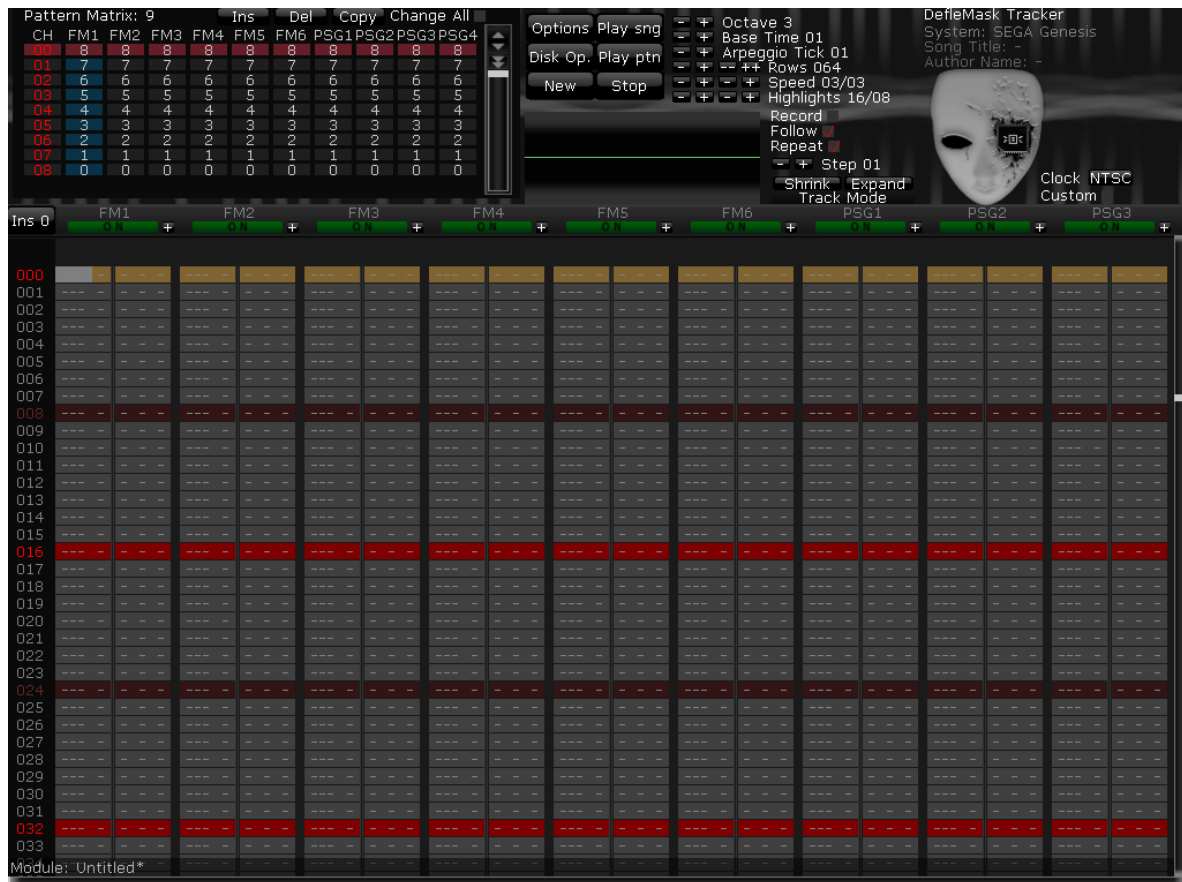 Pattern Matrix: 9 Ins Del Copy Change All
CH FM1 FM2 FM3 FM4 FM5 FM6 PSG1 PSG2 PSG3 PSG4
00 8 8 8 8 8 8 8 8 8 8
01 7 7 7 7 7 7 7 7 7 7
02 6 6 6 6 6 6 6 6 6 6
03 5 5 5 5 5 5 5 5 5 5
04 4 4 4 4 4 4 4 4 4 4
05 3 3 3 3 3 3 3 3 3 3
06 2 2 2 2 2 2 2 2 2 2
07 1 1 1 1 1 1 1 1 1 1
08 0 0 0 0 0 0 0 0 0 0
Options Play sng
Disk Op. Play ptn
New Stop
- + Octave 3
- + Base Time 01
- + Arpeggio Tick 01
- + -- ++ Rows 064
- + - + Speed 03/03
- + - + Highlights 16/08
Record
Follow
Repeat
- + Step 01
Shrink Expand
Track Mode
DefleMask Tracker
System: SEGA Genesis
Song Title: -
Author Name: -
Clock NTSC
Custom
Ins 0 FM1 FM2 FM3 FM4 FM5 FM6 PSG1 PSG2 PSG3
ON + ON + ON + ON + ON + ON + ON + ON + ON +
000
001
002
003
004
005
006
007
008
009
010
011
012
013
014
015
016
017
018
019
020
021
022
023
024
025
026
027
028
029
030
031
032
033
Module: Untitled*